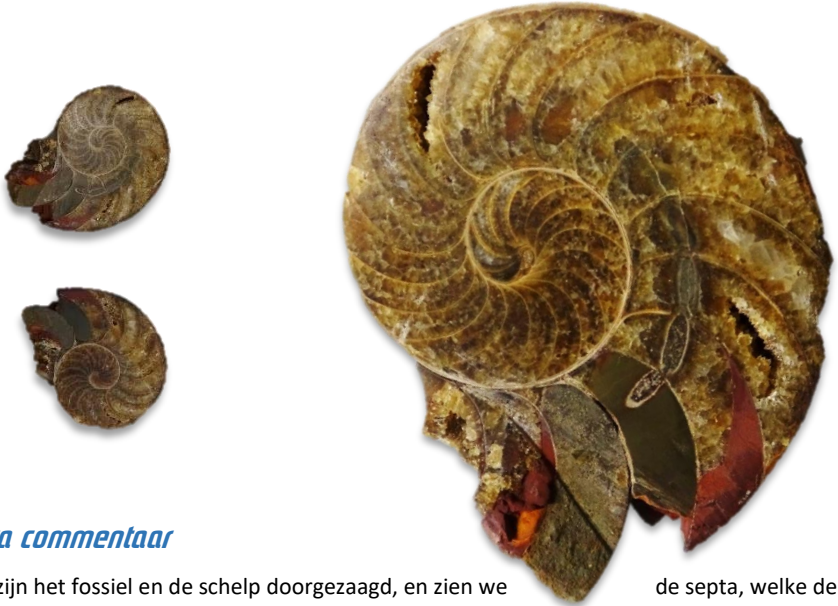 a commentaar
zijn het fossiel en de schelp doorgezaagd, en zien we de septa, welke de